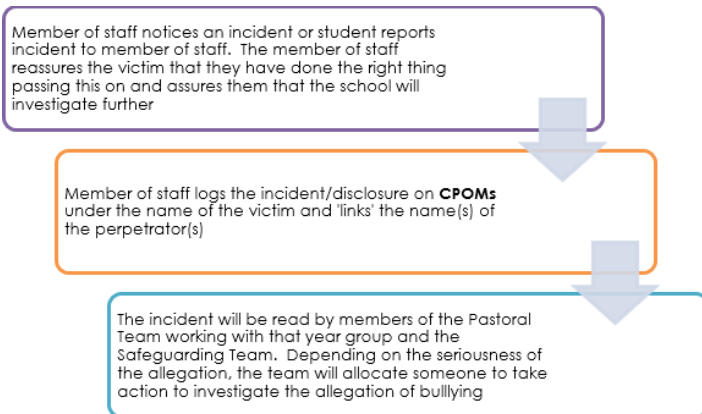 Member of staff notices an incident or student reports
incident to member of staff.  The member of staff
reassures the victim that they have done the right thing
passing this on and assures them that the school will
investigate further
Member of staff logs the incident/disclosure on CPOMs
under the name of the victim and 'links' the name(s) of
the perpetrator(s)
The incident will be read by members of the Pastoral
Team working with that year group and the
Safeguarding Team.  Depending on the seriousness of
the allegation, the team will allocate someone to take
action to investigate the allegation of bulllying